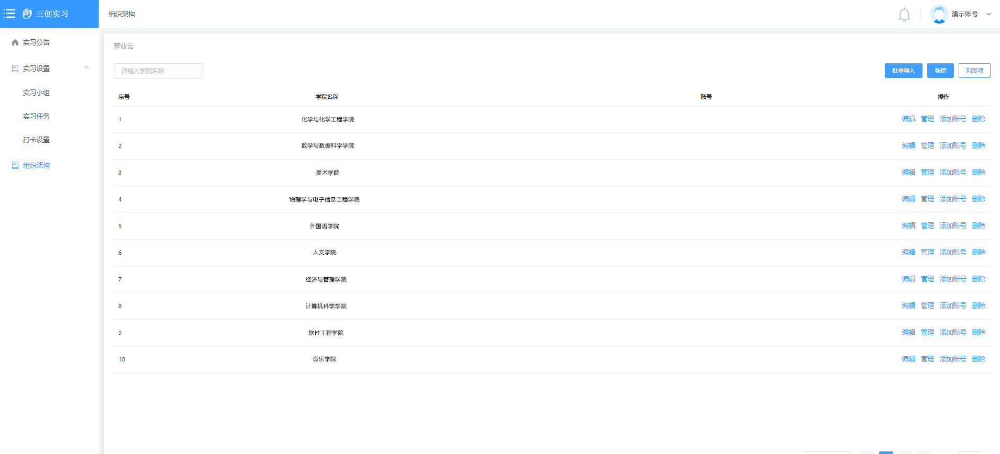 三创实习
组织架构
演示账号
实习公告
实习设置
实习小组
实习任务
打卡设置
组织架构
掌业云
请输入学院名称
批量导入 新增 列表项
序号 学院名称 账号 操作
1 化学与化学工程学院 编辑 管理 添加账号 删除
2 数学与数据科学学院 编辑 管理 添加账号 删除
3 美术学院 编辑 管理 添加账号 删除
4 物理学与电子信息工程学院 编辑 管理 添加账号 删除
5 外国语学院 编辑 管理 添加账号 删除
6 人文学院 编辑 管理 添加账号 删除
7 经济与管理学院 编辑 管理 添加账号 删除
8 计算机科学学院 编辑 管理 添加账号 删除
9 软件工程学院 编辑 管理 添加账号 删除
10 音乐学院 编辑 管理 添加账号 删除